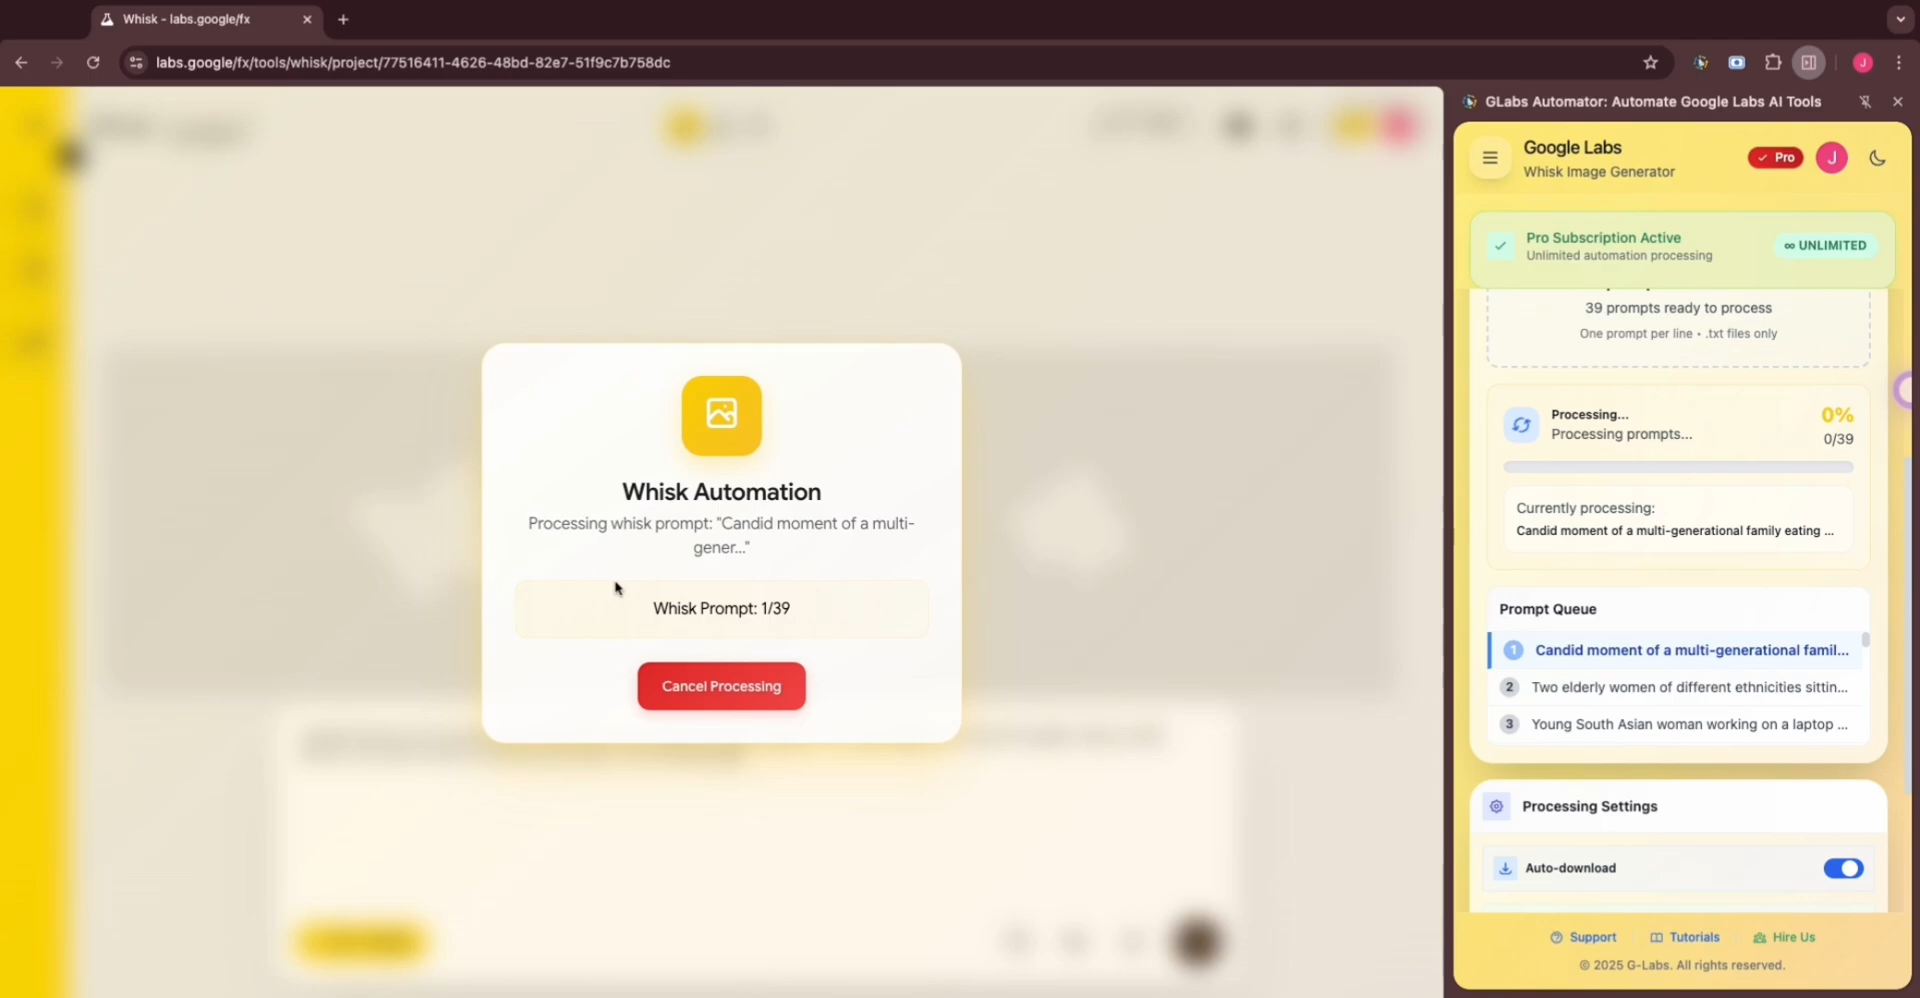 Whisk - labs.google/fx
labs.google/fx/tools/whisk/project/77516411-4626-48bd-82e7-51f9c7b758dc
J
Whisk Automation
Processing whisk prompt: "Candid moment of a multi-
gener..."
Whisk Prompt: 1/39
Cancel Processing
GLabs Automator: Automate Google Labs AI Tools
Google Labs
Whisk Image Generator
Pro
J
Pro Subscription Active
Unlimited automation processing
∞ UNLIMITED
39 prompts ready to process
One prompt per line • .txt files only
Processing...
Processing prompts...
0%
0/39
Currently processing:
Candid moment of a multi-generational family eating ...
Prompt Queue
1 Candid moment of a multi-generational famil...
2 Two elderly women of different ethnicities sittin...
3 Young South Asian woman working on a laptop ...
Processing Settings
Auto-download
Support Tutorials Hire Us
© 2025 G-Labs. All rights reserved.